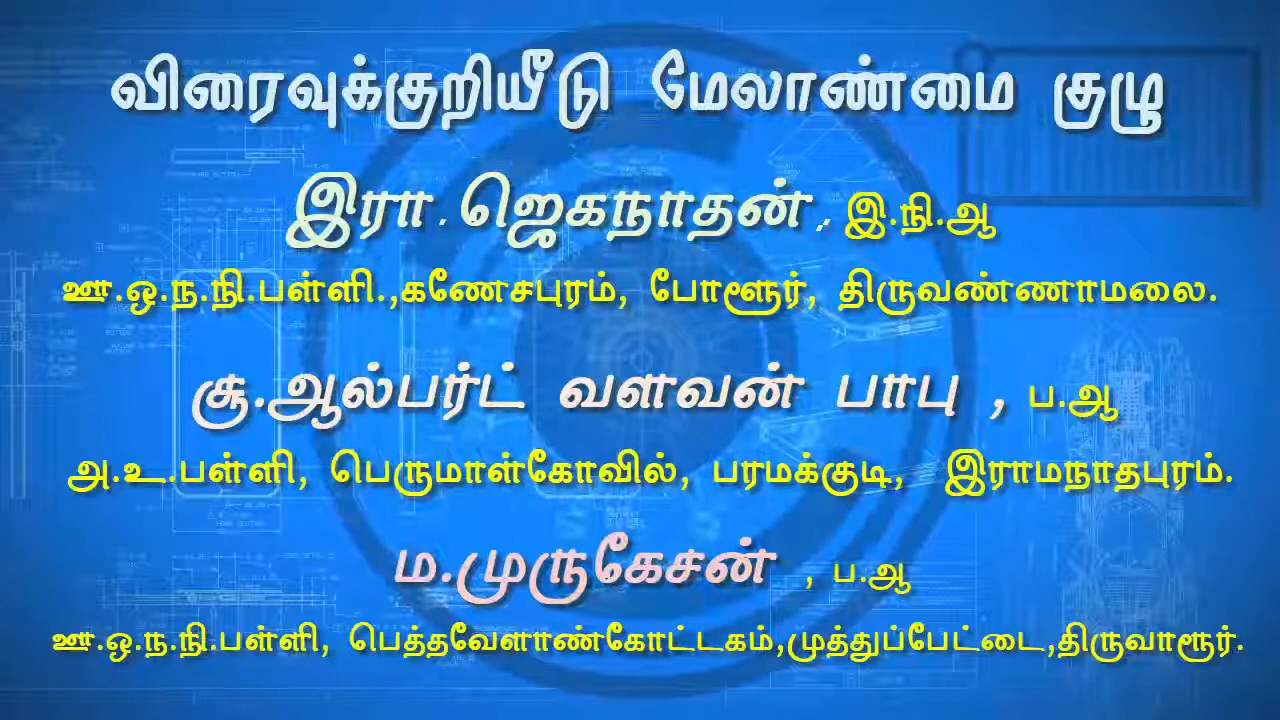 விரைவுக்குறியீடு மேலாண்மை குழு
இரா.ஜெகநாதன், இ.நி.ஆ
ஊ.ஒ.ந.நி.பள்ளி.,கணேசபுரம், போளூர், திருவண்ணாமலை.
சூ.ஆல்பர்ட் வளவன் பாபு , ப.ஆ
அ.உ.பள்ளி, பெருமாள்கோவில், பரமக்குடி, இராமநாதபுரம்.
ம.முருகேசன் , ப.ஆ
ஊ.ஒ.ந.நி.பள்ளி, பெத்தவேளாண்கோட்டகம்,முத்துப்பேட்டை,திருவாரூர்.